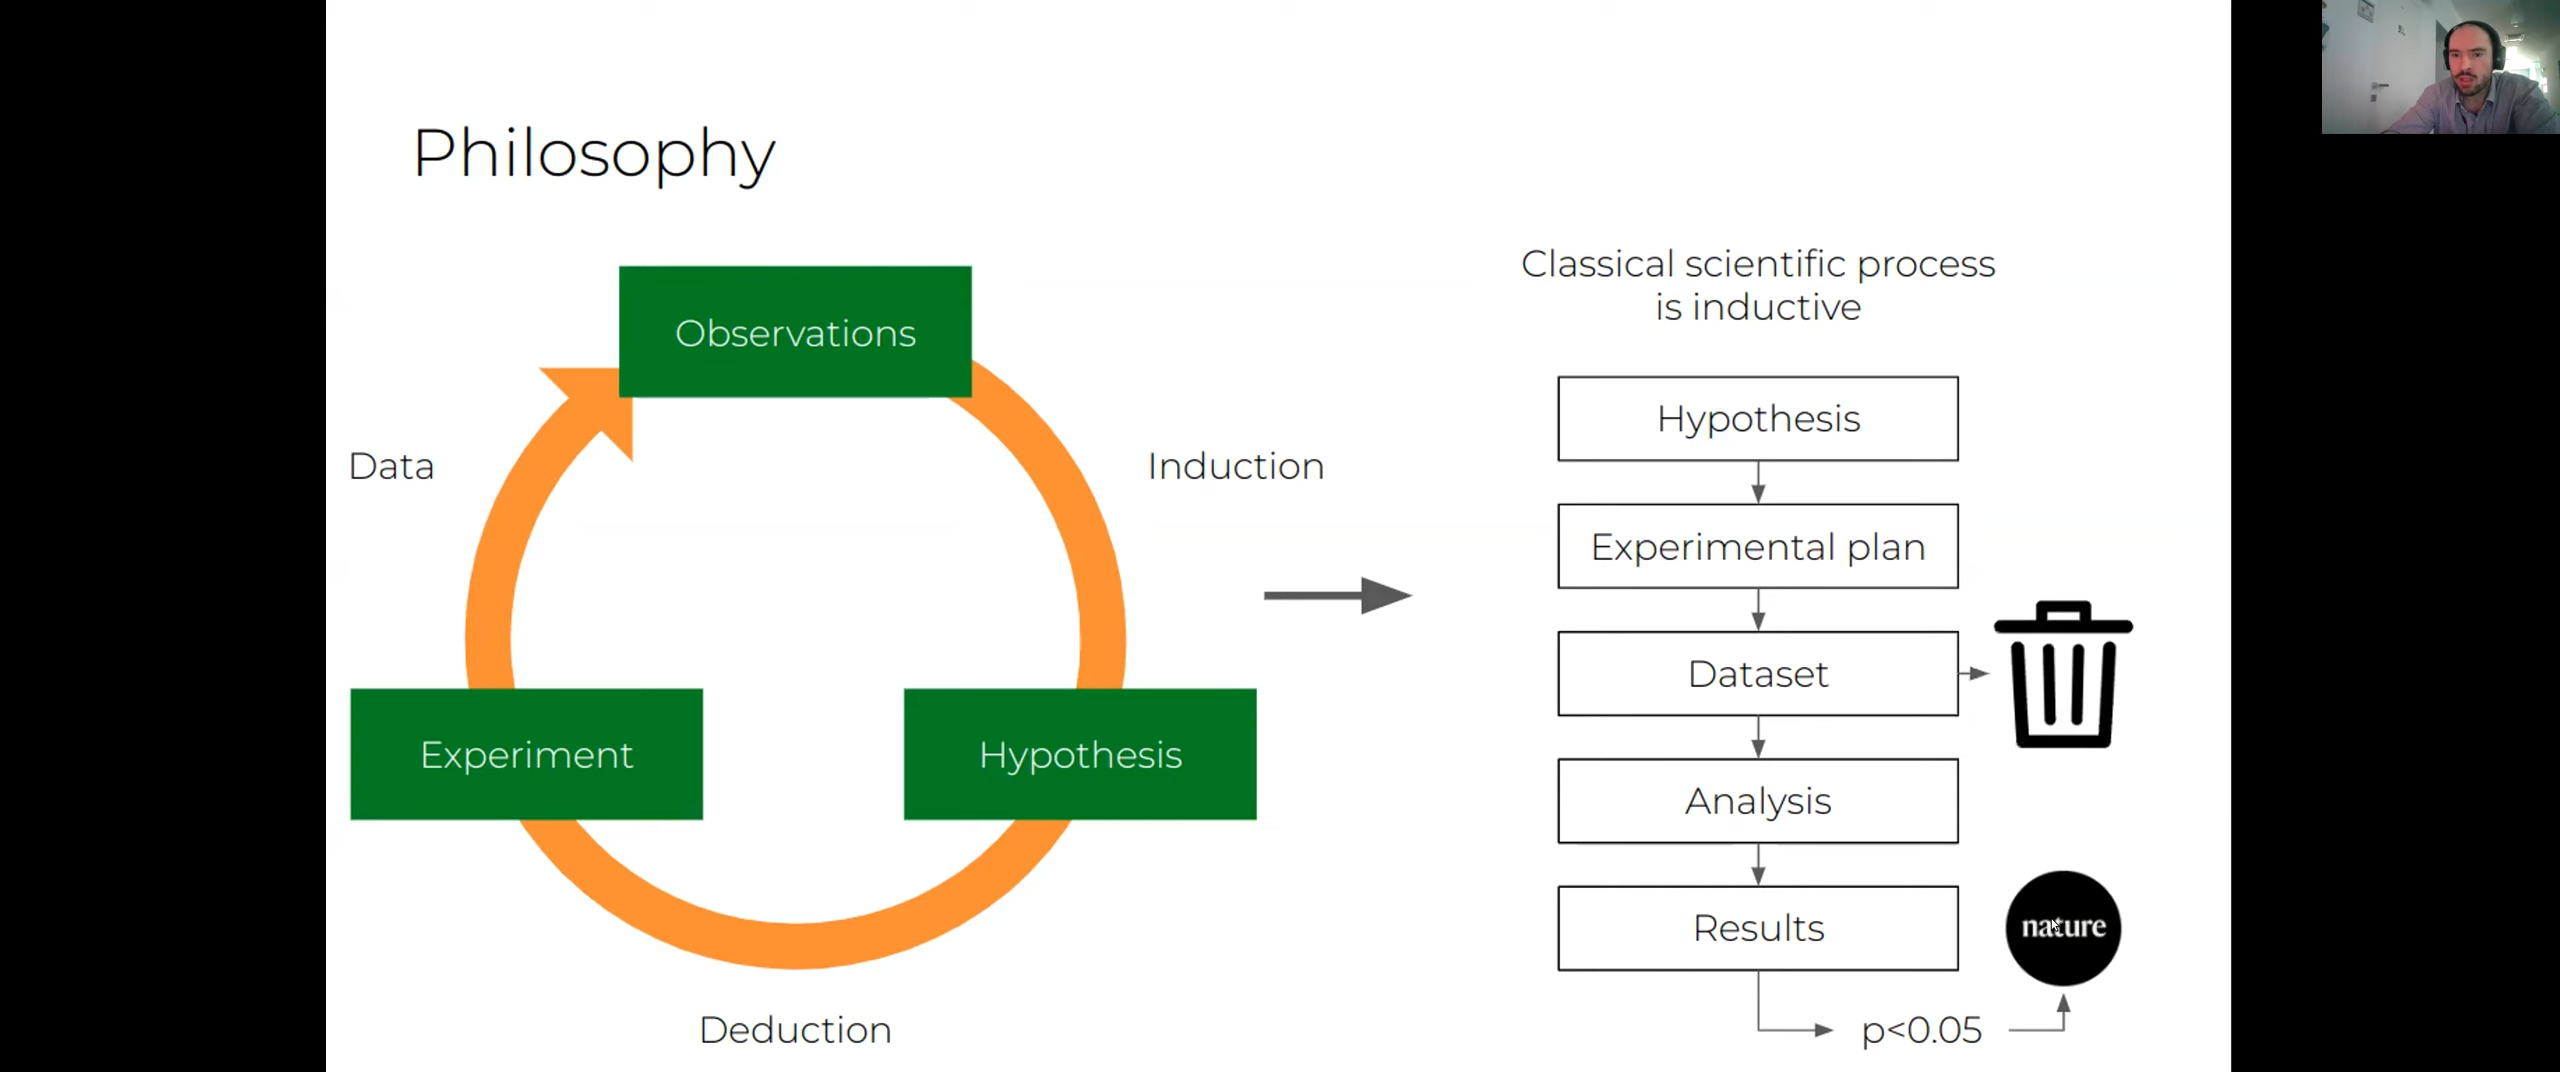 Philosophy
Observations
Data
Induction
Experiment
Hypothesis
Deduction
Classical scientific process
is inductive
Hypothesis
Experimental plan
Dataset
Analysis
Results
nature
p<0.05